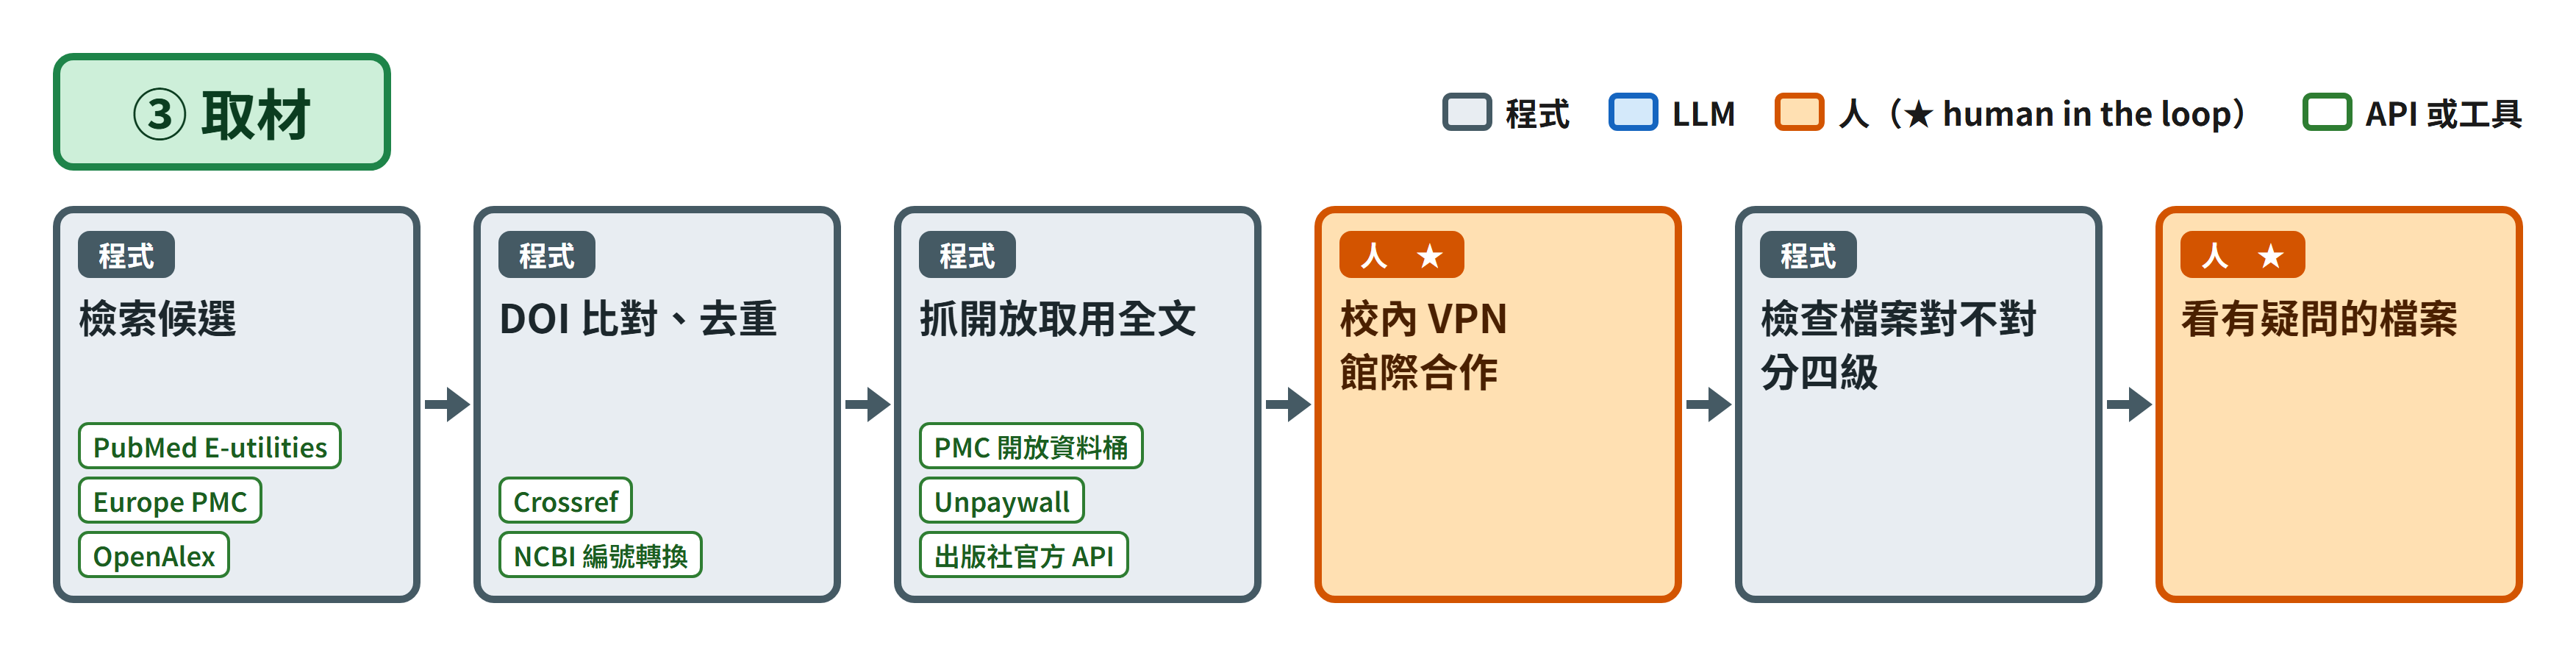 ③ 取材
程式
LLM
人（★ human in the loop）
API 或工具
程式
檢索候選
PubMed E-utilities
Europe PMC
OpenAlex
程式
DOI 比對、去重
Crossref
NCBI 編號轉換
程式
抓開放取用全文
PMC 開放資料桶
Unpaywall
出版社官方 API
人 ★
校內 VPN
館際合作
程式
檢查檔案對不對
分四級
人 ★
看有疑問的檔案